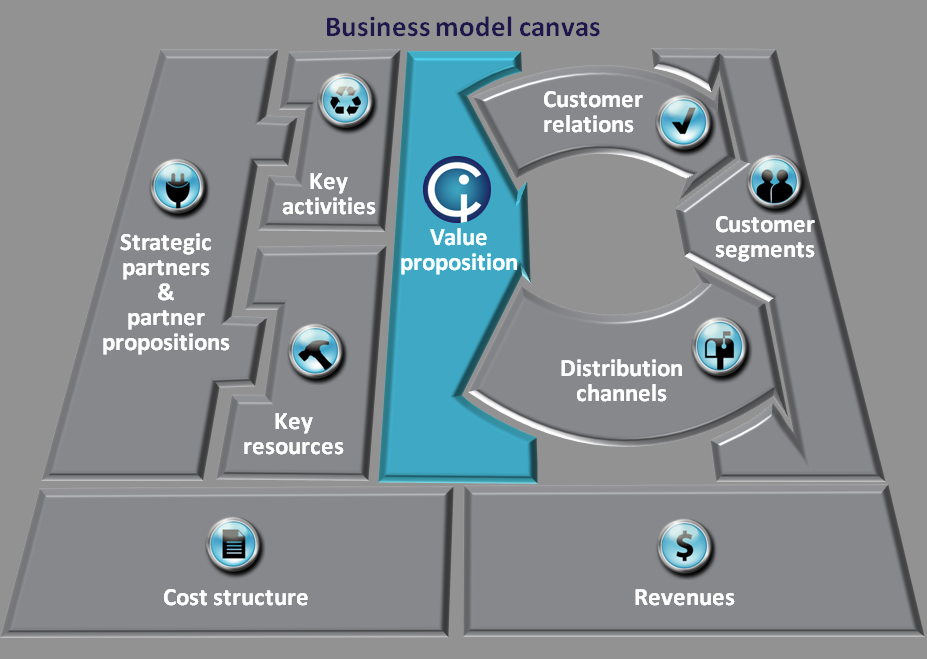 Business model canvas
Strategic
partners
&
partner
propositions
Key
activities
Key
resources
Value
proposition
Customer
relations
Distribution
channels
Customer
segments
Cost structure
$
Revenues